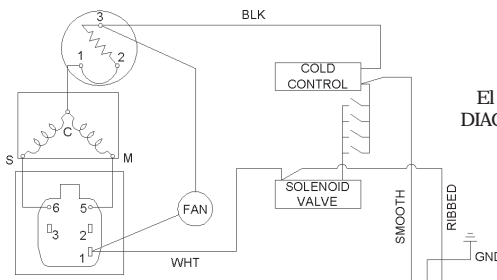 BLK
3
1
2
COLD
CONTROL
El
DIAG
C
S
M
SOLENOID
VALVE
6
5
3
2
1
FAN
WHT
SMOOTH
RIBBED
GND